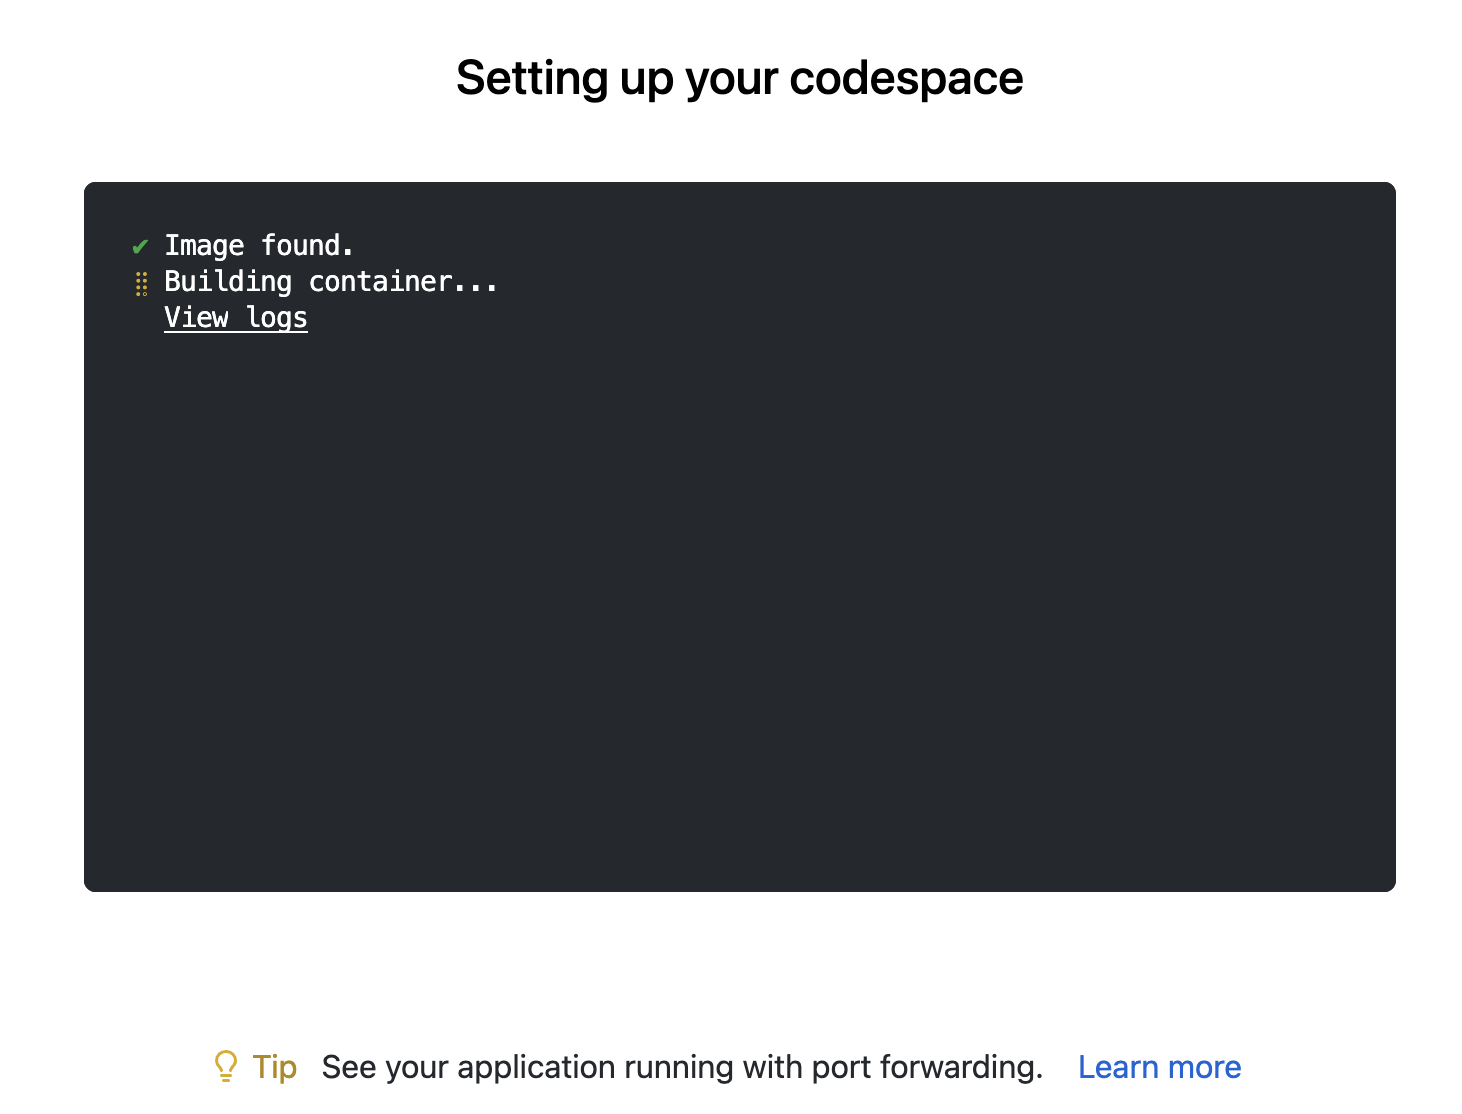 Setting up your codespace
✔ Image found.
⣿ Building container...
View logs
Tip See your application running with port forwarding. Learn more